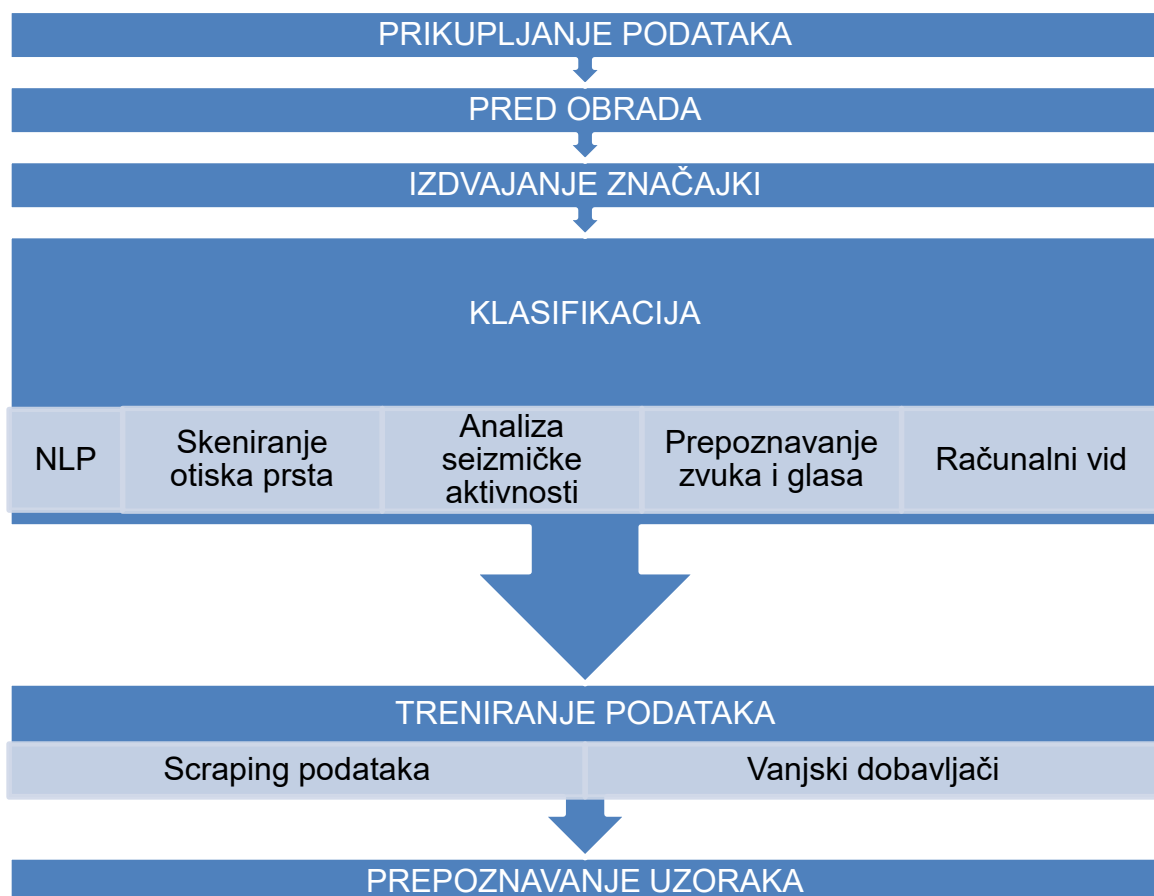 PRIKUPLJANJE PODATAKA
PRED OBRADA
IZDVAJANJE ZNAČAJKI
KLASIFIKACIJA
NLP
Skeniranje
otiska prsta
Analiza
seizmičke
aktivnosti
Prepoznavanje
zvuka i glasa
Računalni vid
TRENIRANJE PODATAKA
Scraping podataka
Vanjski dobavljači
PREPOZNAVANJE UZORAKA